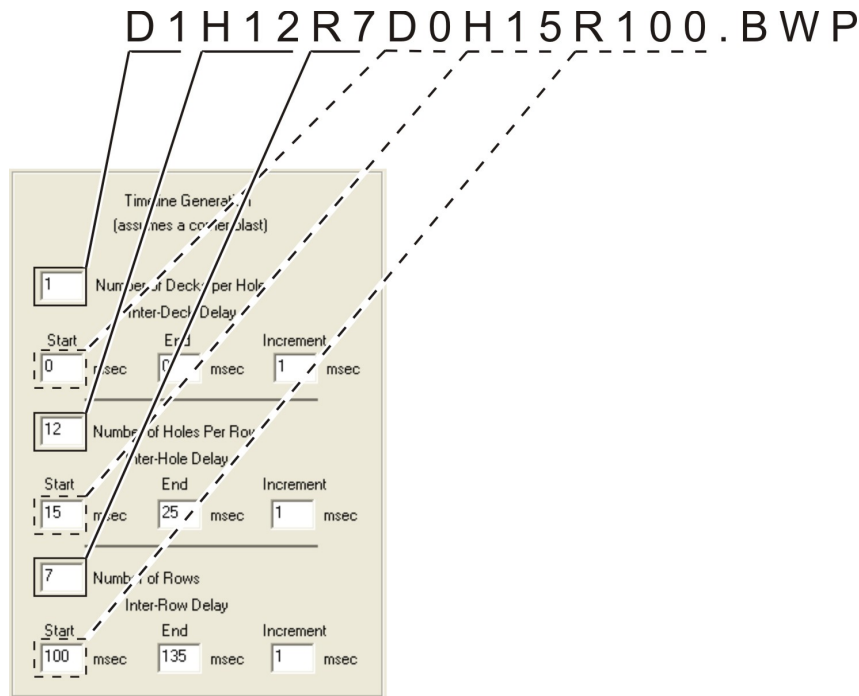 D1H12R7D0H15R100.BWP
Timeline Generation
(assumes a corner blast)
1 Number of Decks per Hole
Inter-Deck Delay
Start End Increment
0 msec 0 msec 1 msec
12 Number of Holes Per Row
Inter-Hole Delay
Start End Increment
15 msec 25 msec 1 msec
7 Number of Rows
Inter-Row Delay
Start End Increment
100 msec 135 msec 1 msec